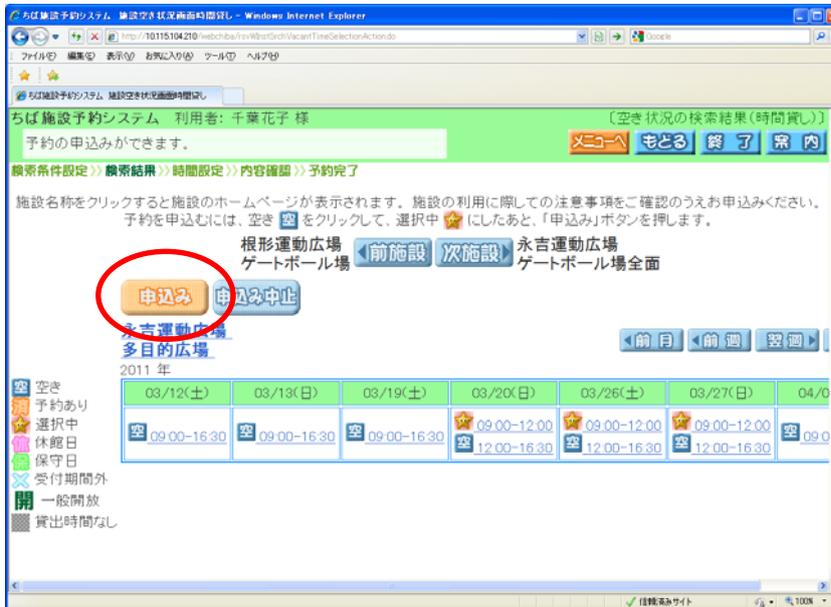 ちば施設予約システム 施設空き状況画面時間貸し - Windows Internet Explorer
http://10.115.104.210/webchiba/rsvWInstSrchVacantTimeSelectionAction.do
Google
ファイル(F) 編集(E) 表示(V) お気に入り(A) ツール(T) ヘルプ(H)
ちば施設予約システム 施設空き状況画面時間貸し
ちば施設予約システム 利用者: 千葉花子 様 〔空き状況の検索結果(時間貸し)〕
予約の申込みができます。
メニューへ もどる 終了 案内
検索条件設定>>検索結果>>時間設定>>内容確認>>予約完了
施設名称をクリックすると施設のホームページが表示されます。施設の利用に際しての注意事項をご確認のうえお申込みください。
予約を申込むには、空き 空 をクリックして、選択中 にしたあと、「申込み」ボタンを押します。
根形運動広場 前施設 次施設 永吉運動広場
ゲートボール場 ゲートボール場全面
申込み 申込み中止
永吉運動広場
多目的広場
前月 前週 翌週
2011 年
03/12(土) 03/13(日) 03/19(土) 03/20(日) 03/26(土) 03/27(日) 04/0
空 09:00-16:30 空 09:00-16:30 空 09:00-16:30 09:00-12:00 09:00-12:00 09:00-12:00 空 09:0
空 12:00-16:30 空 12:00-16:30 空 12:00-16:30
空 空き
済 予約あり
選択中
休館日
保守日
受付期間外
開 一般開放
貸出時間なし
信頼済みサイト 100%